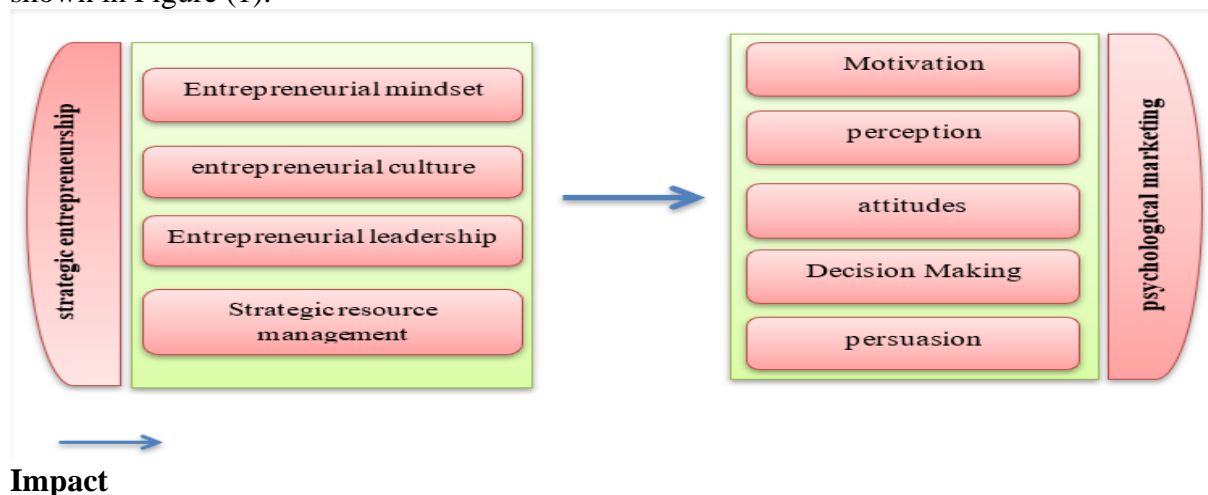 shown in Figure (1).
strategic entrepreneurship
Entrepreneurial mindset
entrepreneurial culture
Entrepreneurial leadership
Strategic resource
management
Motivation
perception
attitudes
Decision Making
persuasion
psychological marketing
Impact